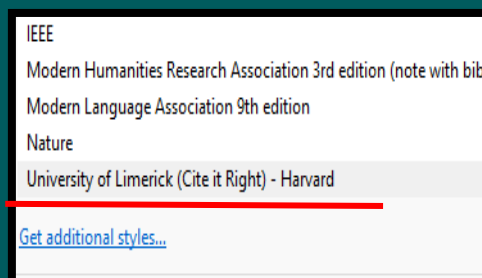 IEEE
Modern Humanities Research Association 3rd edition (note with bib
Modern Language Association 9th edition
Nature
University of Limerick (Cite it Right) - Harvard
Get additional styles...